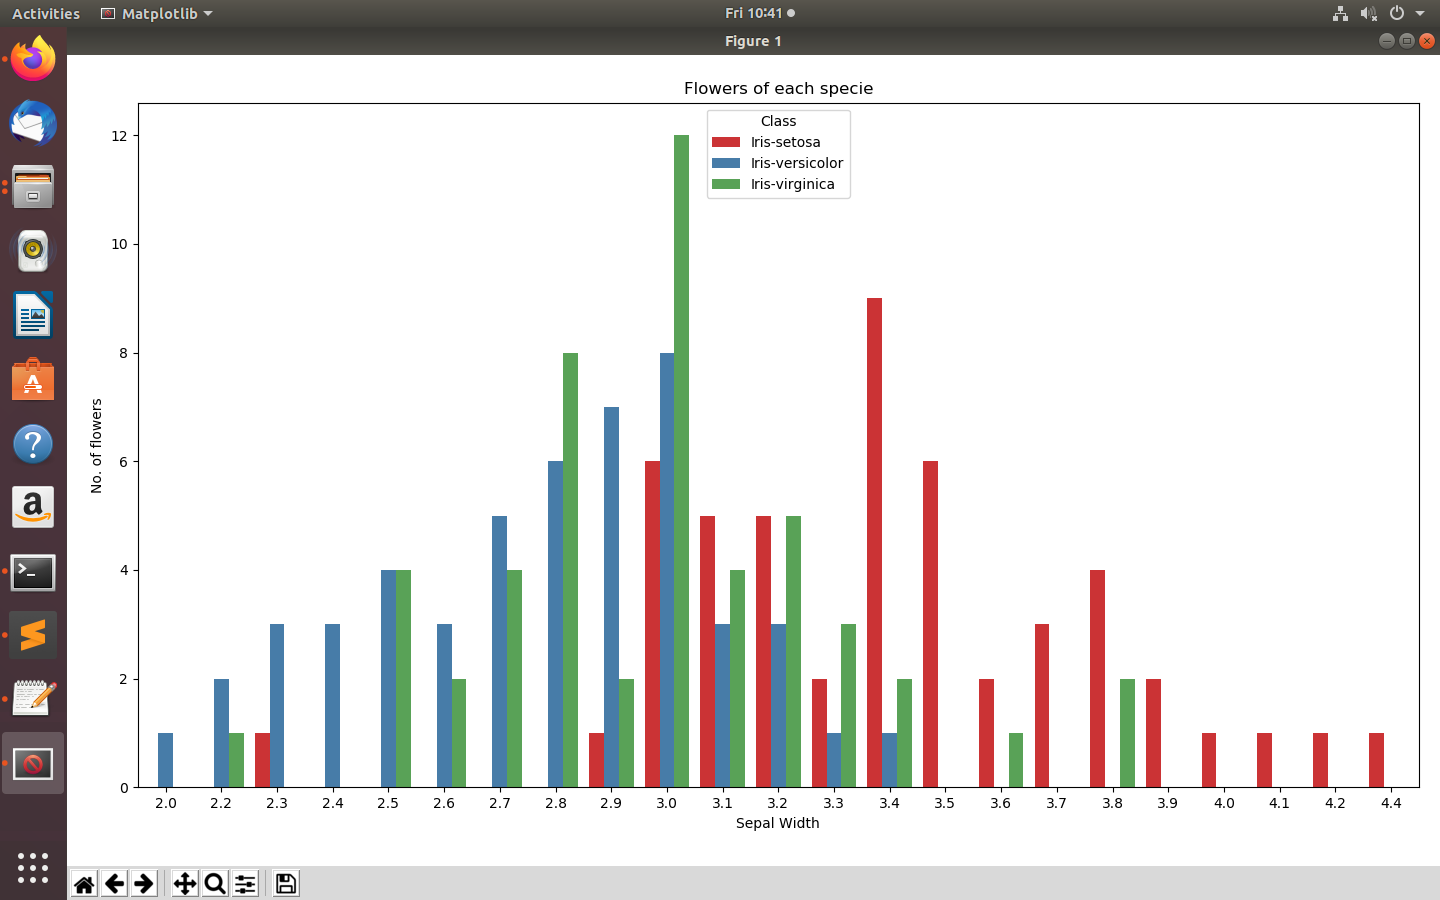 Activities Matplotlib Fri 10:41
Figure 1
Flowers of each specie
Class
Iris-setosa
Iris-versicolor
Iris-virginica
12
10
8
6
4
2
0
No. of flowers
2.0 2.2 2.3 2.4 2.5 2.6 2.7 2.8 2.9 3.0 3.1 3.2 3.3 3.4 3.5 3.6 3.7 3.8 3.9 4.0 4.1 4.2 4.4
Sepal Width